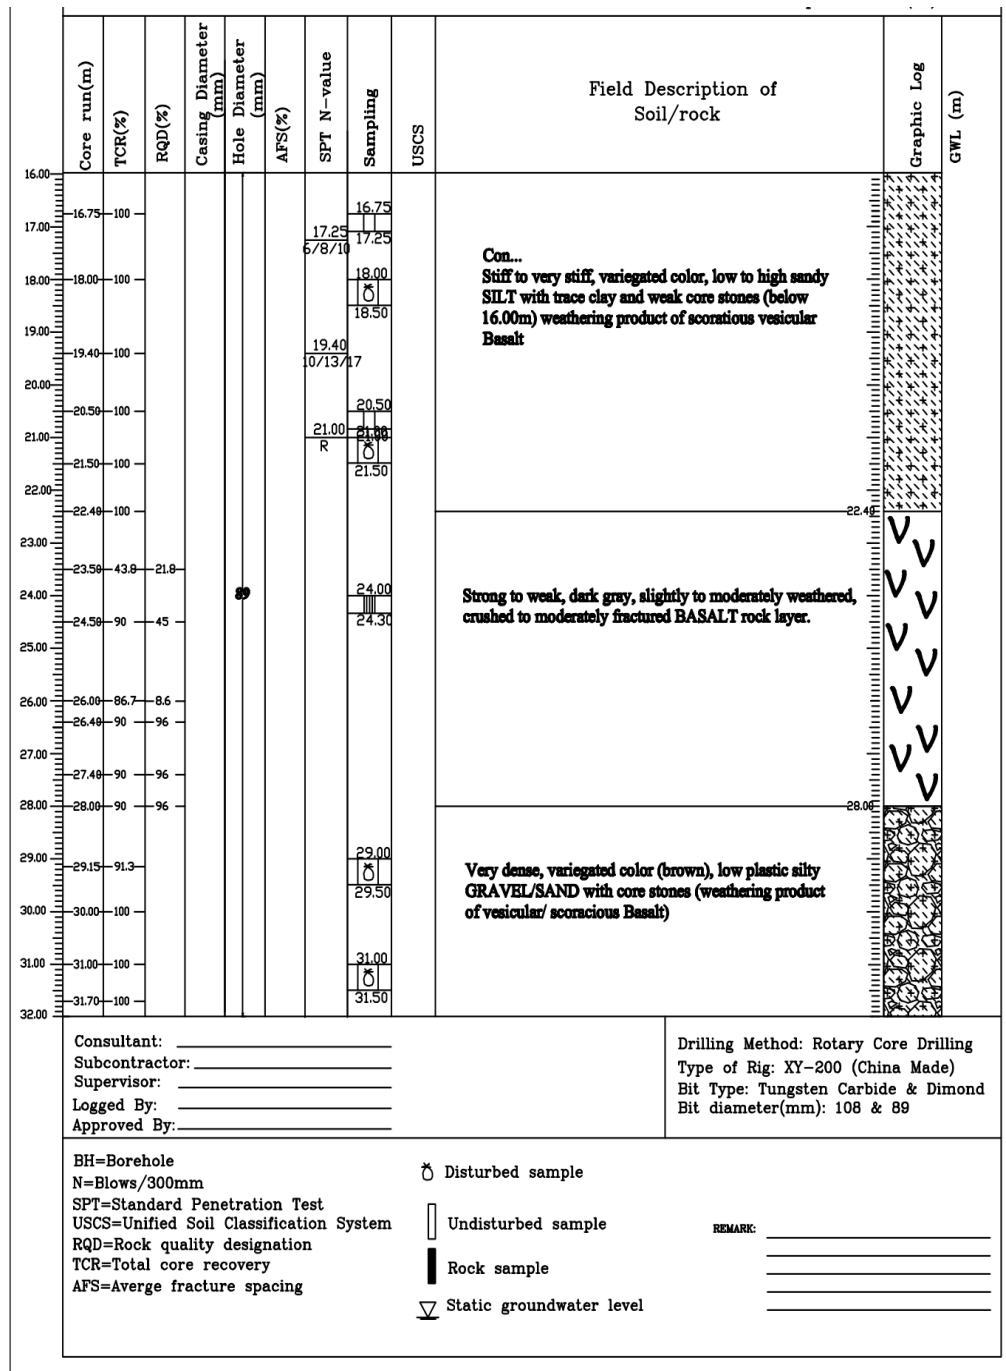 Core run(m)
TCR(%)
RQD(%)
Casing Diameter
(mm)
Hole Diameter
(mm)
AFS(%)
SPT N-value
Sampling
USCS
Field Description of
Soil/rock
Graphic Log
GWL (m)
16.00
16.75 100 16.75
17.00
17.25 17.25
6/8/10
Con...
Stiff to very stiff, variegated color, low to high sandy
SILT with trace clay and weak core stones (below
16.00m) weathering product of scoratious vesicular
Basalt
18.00 18.00 100 18.00
18.50
19.00
19.40 100 19.40
10/13/17
20.00
20.50 100 20.50
21.00 21.00 21.00
R
21.50 100 21.50
22.00
22.40 100 22.40
23.00
23.50 43.8 21.8
24.00 89 24.00
Strong to weak, dark gray, slightly to moderately weathered,
crushed to moderately fractured BASALT rock layer.
24.50 90 45 24.30
25.00
26.00 26.00 86.7 8.6
26.40 90 96
27.00
27.40 90 96
28.00 28.00 90 96 28.00
29.00 29.00
29.15 91.3
29.50
Very dense, variegated color (brown), low plastic silty
GRAVEL/SAND with core stones (weathering product
of vesicular/ scoracious Basalt)
30.00 30.00 100
31.00 31.00 100 31.00
31.50
31.70 100
32.00
Consultant:
Subcontractor:
Supervisor:
Logged By:
Approved By:
Drilling Method: Rotary Core Drilling
Type of Rig: XY-200 (China Made)
Bit Type: Tungsten Carbide & Dimond
Bit diameter(mm): 108 & 89
BH=Borehole
N=Blows/300mm
SPT=Standard Penetration Test
USCS=Unified Soil Classification System
RQD=Rock quality designation
TCR=Total core recovery
AFS=Averge fracture spacing
Disturbed sample
Undisturbed sample
Rock sample
Static groundwater level
REMARK: